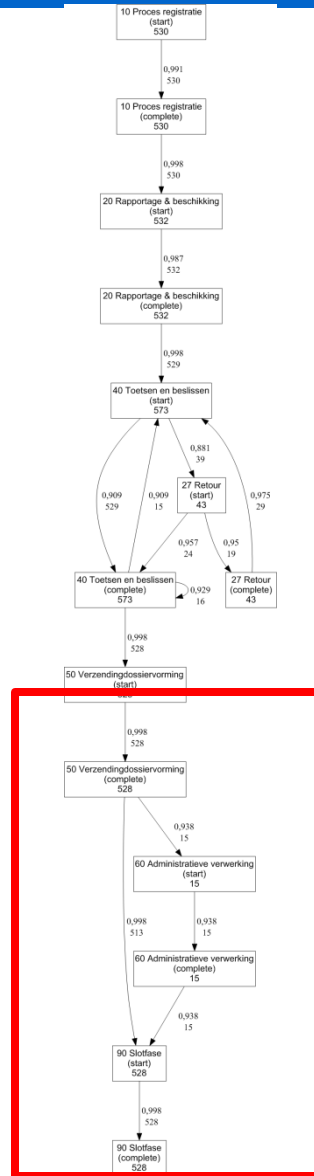 10 Proces registratie
(start)
530
0,991
530
10 Proces registratie
(complete)
530
0,998
530
20 Rapportage & beschikking
(start)
532
0,987
532
20 Rapportage & beschikking
(complete)
532
0,998
529
40 Toetsen en beslissen
(start)
573
0,881
39
27 Retour
(start)
43
0,909
529
0,909
15
0,975
29
0,957
24
0,95
19
40 Toetsen en beslissen
(complete)
573
0,929
16
27 Retour
(complete)
43
0,998
528
50 Verzendingdossiervorming
(start)
0,998
528
50 Verzendingdossiervorming
(complete)
528
0,938
15
60 Administratieve verwerking
(start)
15
0,998
513
0,938
15
60 Administratieve verwerking
(complete)
15
0,938
15
90 Slotfase
(start)
528
0,998
528
90 Slotfase
(complete)
528